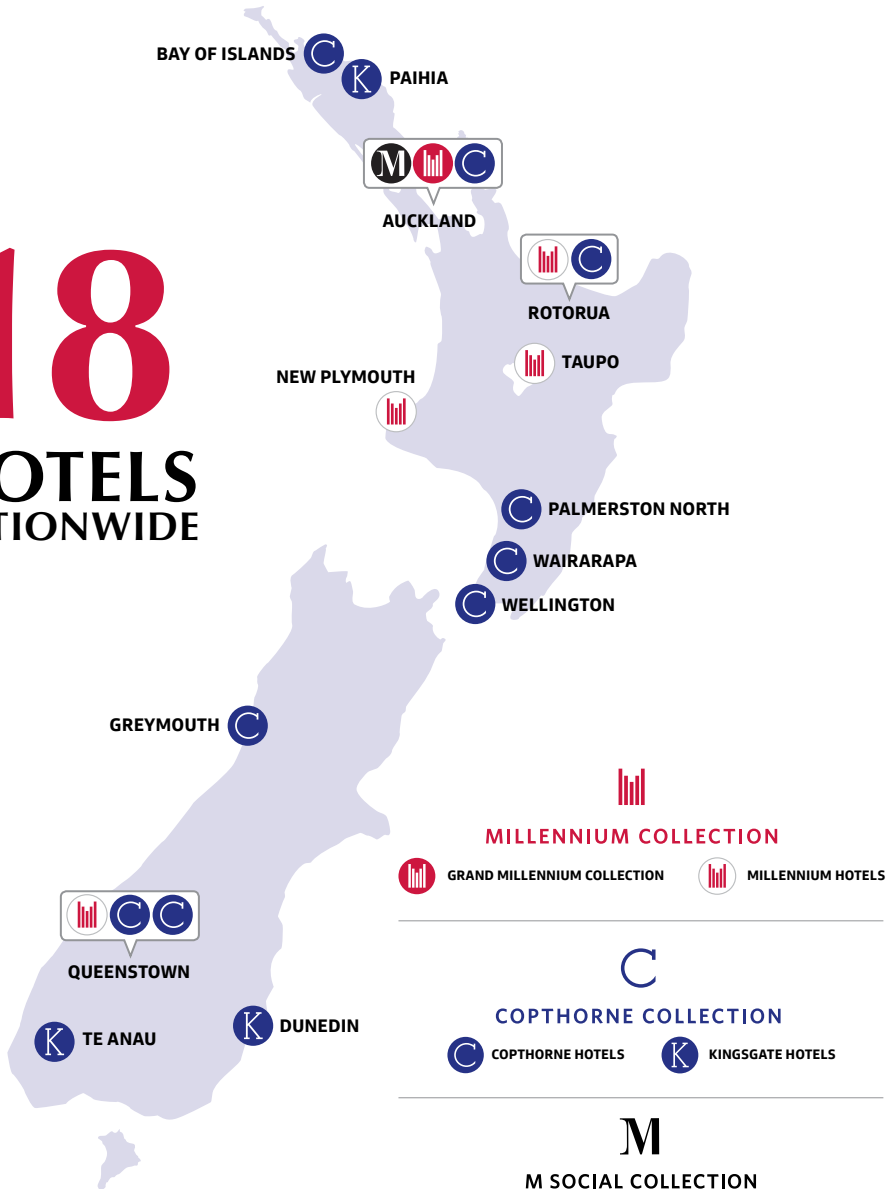 BAY OF ISLANDS C
K PAIHIA
M C
AUCKLAND
C
ROTORUA
TAUPO
NEW PLYMOUTH
18
OTELS
TIONWIDE
C PALMERSTON NORTH
C WAIRARAPA
C WELLINGTON
GREYMOUTH C
C C
QUEENSTOWN
K TE ANAU
K DUNEDIN
MILLENNIUM COLLECTION
GRAND MILLENNIUM COLLECTION MILLENNIUM HOTELS
C
COPTHORNE COLLECTION
C COPTHORNE HOTELS K KINGSGATE HOTELS
M
M SOCIAL COLLECTION